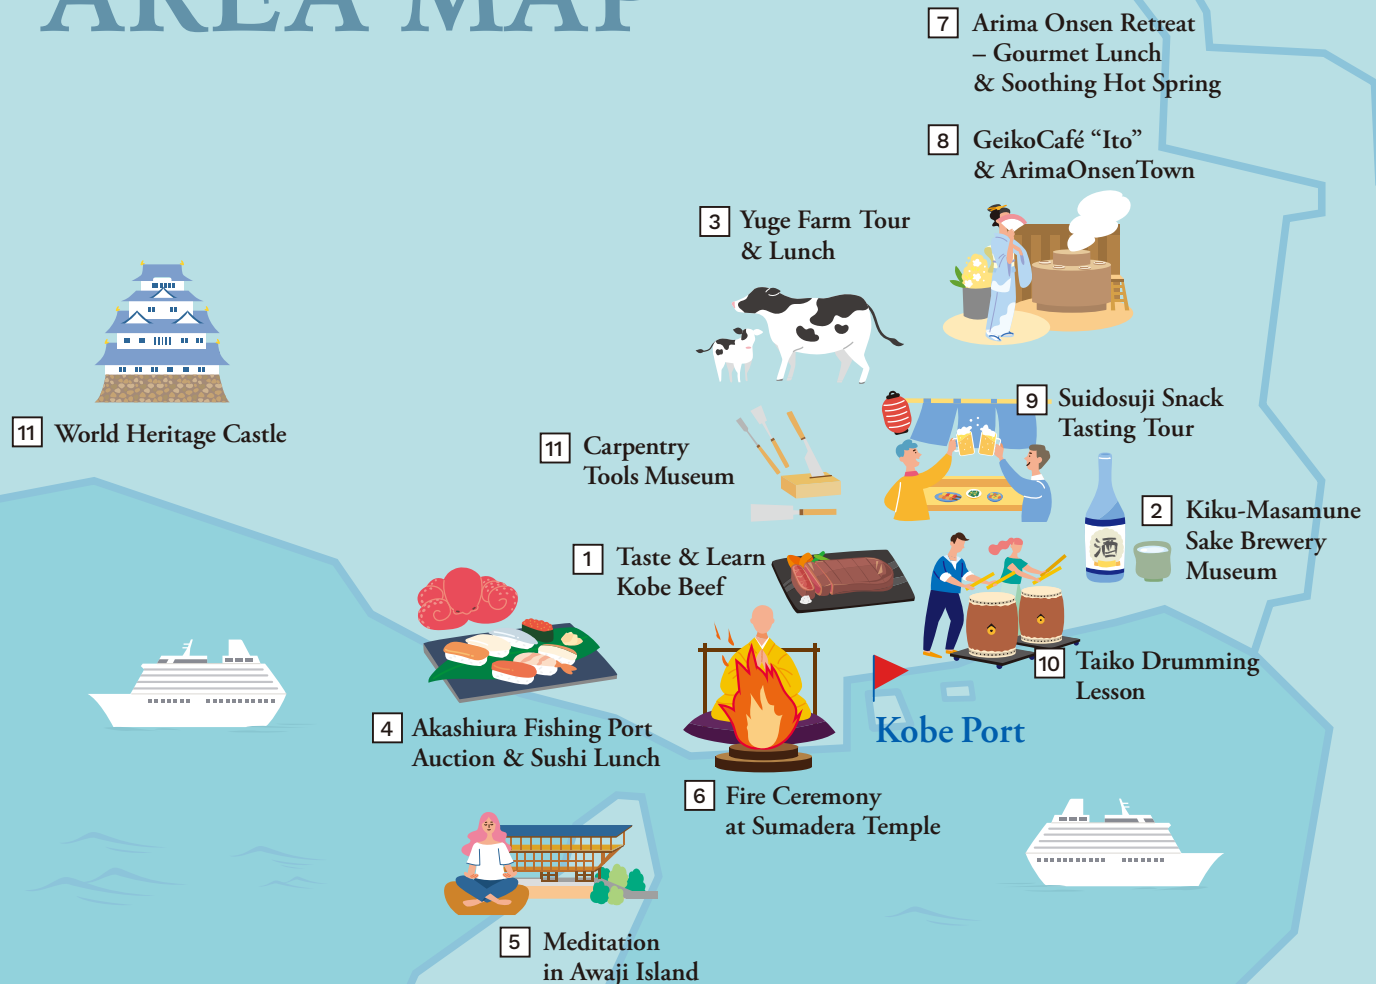 AREA MAP
7 Arima Onsen Retreat
– Gourmet Lunch
& Soothing Hot Spring
8 GeikoCafé “Ito”
& ArimaOnsenTown
3 Yuge Farm Tour
& Lunch
11 World Heritage Castle
11 Carpentry
Tools Museum
9 Suidosuji Snack
Tasting Tour
2 Kiku-Masamune
Sake Brewery
Museum
酒
1 Taste & Learn
Kobe Beef
10 Taiko Drumming
Lesson
Kobe Port
4 Akashiura Fishing Port
Auction & Sushi Lunch
6 Fire Ceremony
at Sumadera Temple
5 Meditation
in Awaji Island